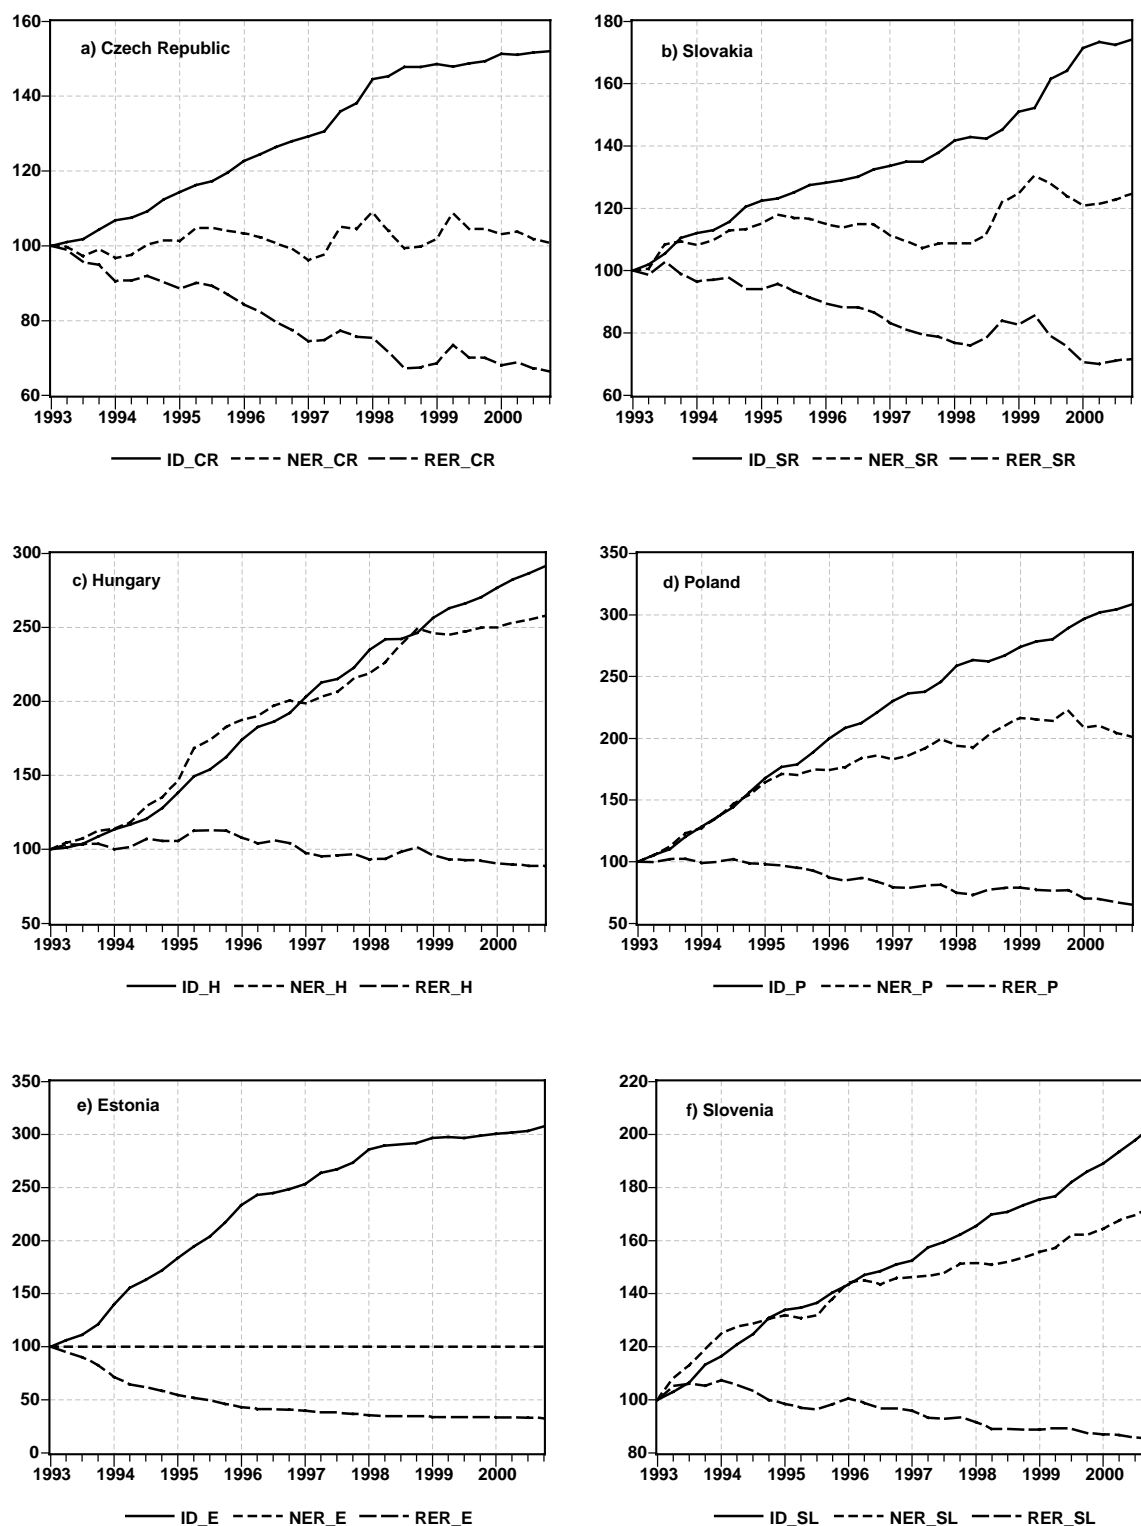 160
140
120
100
80
60
a) Czech Republic
1993 1994 1995 1996 1997 1998 1999 2000
ID_CR NER_CR RER_CR
180
160
140
120
100
80
60
b) Slovakia
1993 1994 1995 1996 1997 1998 1999 2000
ID_SR NER_SR RER_SR
300
250
200
150
100
50
c) Hungary
1993 1994 1995 1996 1997 1998 1999 2000
ID_H NER_H RER_H
350
300
250
200
150
100
50
d) Poland
1993 1994 1995 1996 1997 1998 1999 2000
ID_P NER_P RER_P
350
300
250
200
150
100
50
0
e) Estonia
1993 1994 1995 1996 1997 1998 1999 2000
ID_E NER_E RER_E
220
200
180
160
140
120
100
80
f) Slovenia
1993 1994 1995 1996 1997 1998 1999 2000
ID_SL NER_SL RER_SL